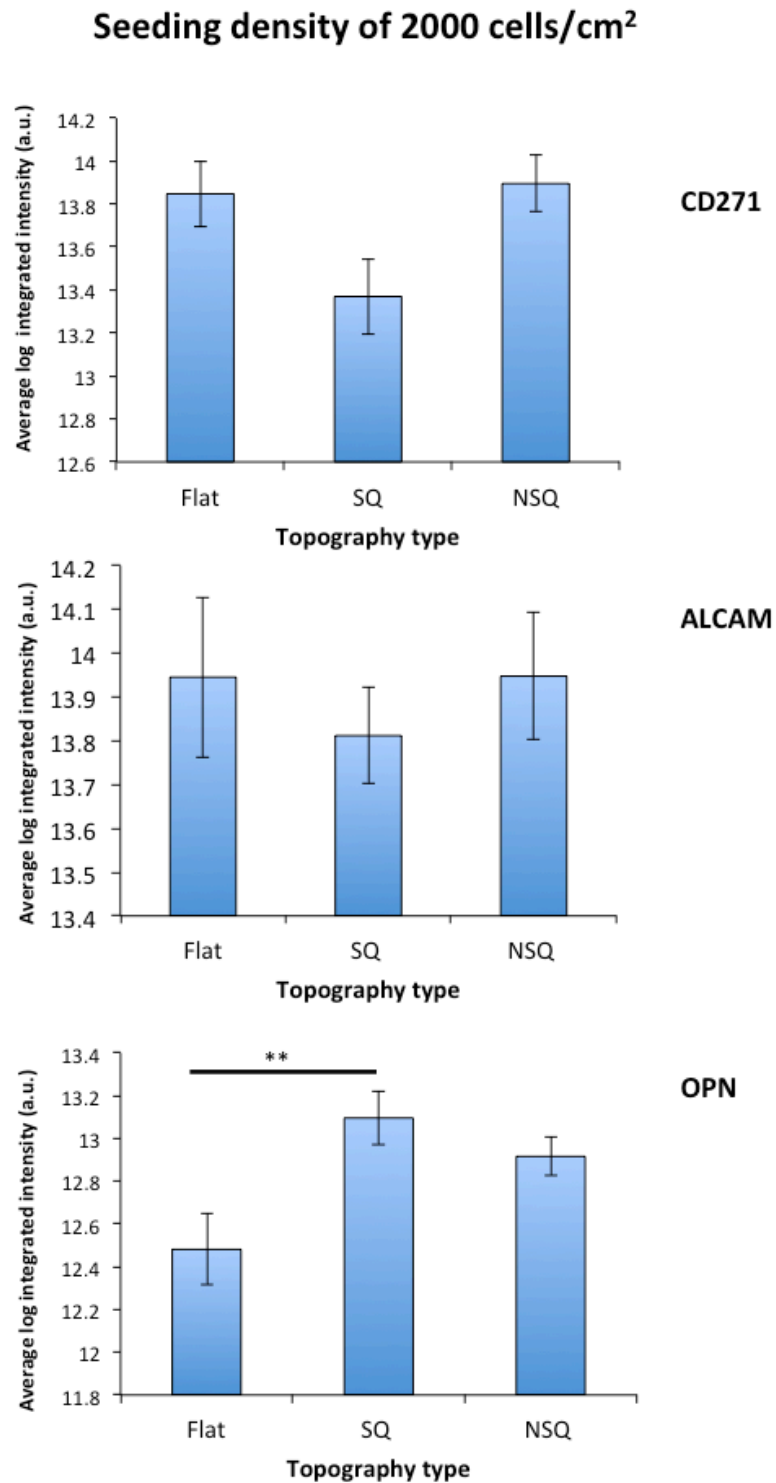 Seeding density of 2000 cells/cm²
Average log integrated intensity (a.u.)
14.2
14
13.8
13.6
13.4
13.2
13
12.8
12.6
Flat SQ NSQ
Topography type
CD271
Average log integrated intensity (a.u.)
14.2
14.1
14
13.9
13.8
13.7
13.6
13.5
13.4
Flat SQ NSQ
Topography type
ALCAM
Average log integrated intensity (a.u.)
13.4
13.2
13
12.8
12.6
12.4
12.2
12
11.8
**
Flat SQ NSQ
Topography type
OPN